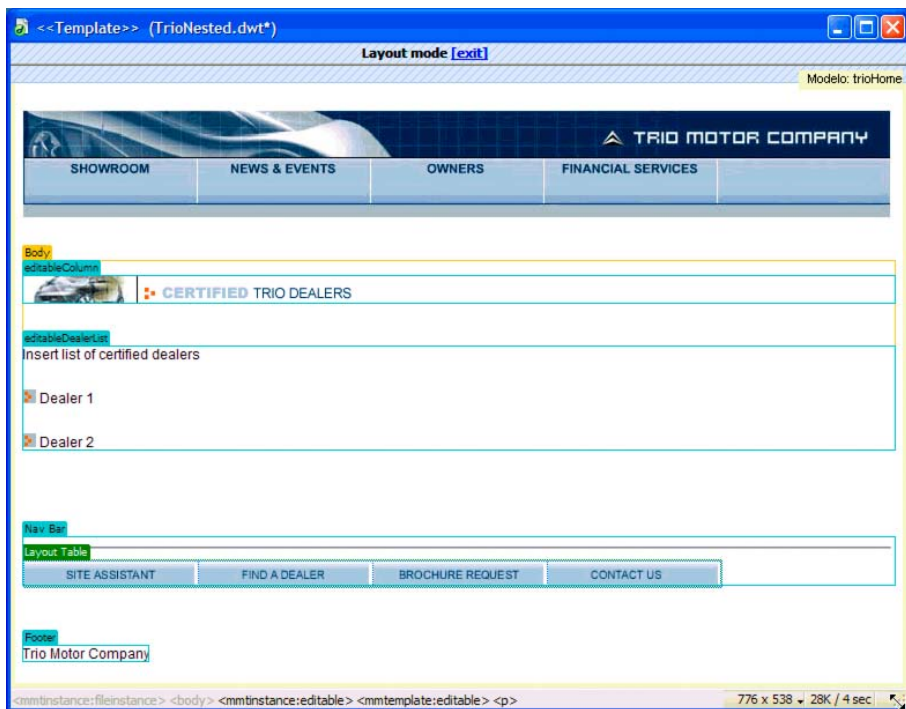 <<Template>> (TrioNested.dwt*)
Layout mode [exit]
Modelo: trioHome
TRIO MOTOR COMPANY
SHOWROOM NEWS & EVENTS OWNERS FINANCIAL SERVICES
Body
editableColumn
CERTIFIED TRIO DEALERS
editableDealerList
Insert list of certified dealers
Dealer 1
Dealer 2
Nav Bar
Layout Table
SITE ASSISTANT FIND A DEALER BROCHURE REQUEST CONTACT US
Footer
Trio Motor Company
<mmtinstance:fileinstance> <body> <mmtinstance:editable> <mmtemplate:editable> <p> 776 x 538 28K / 4 sec